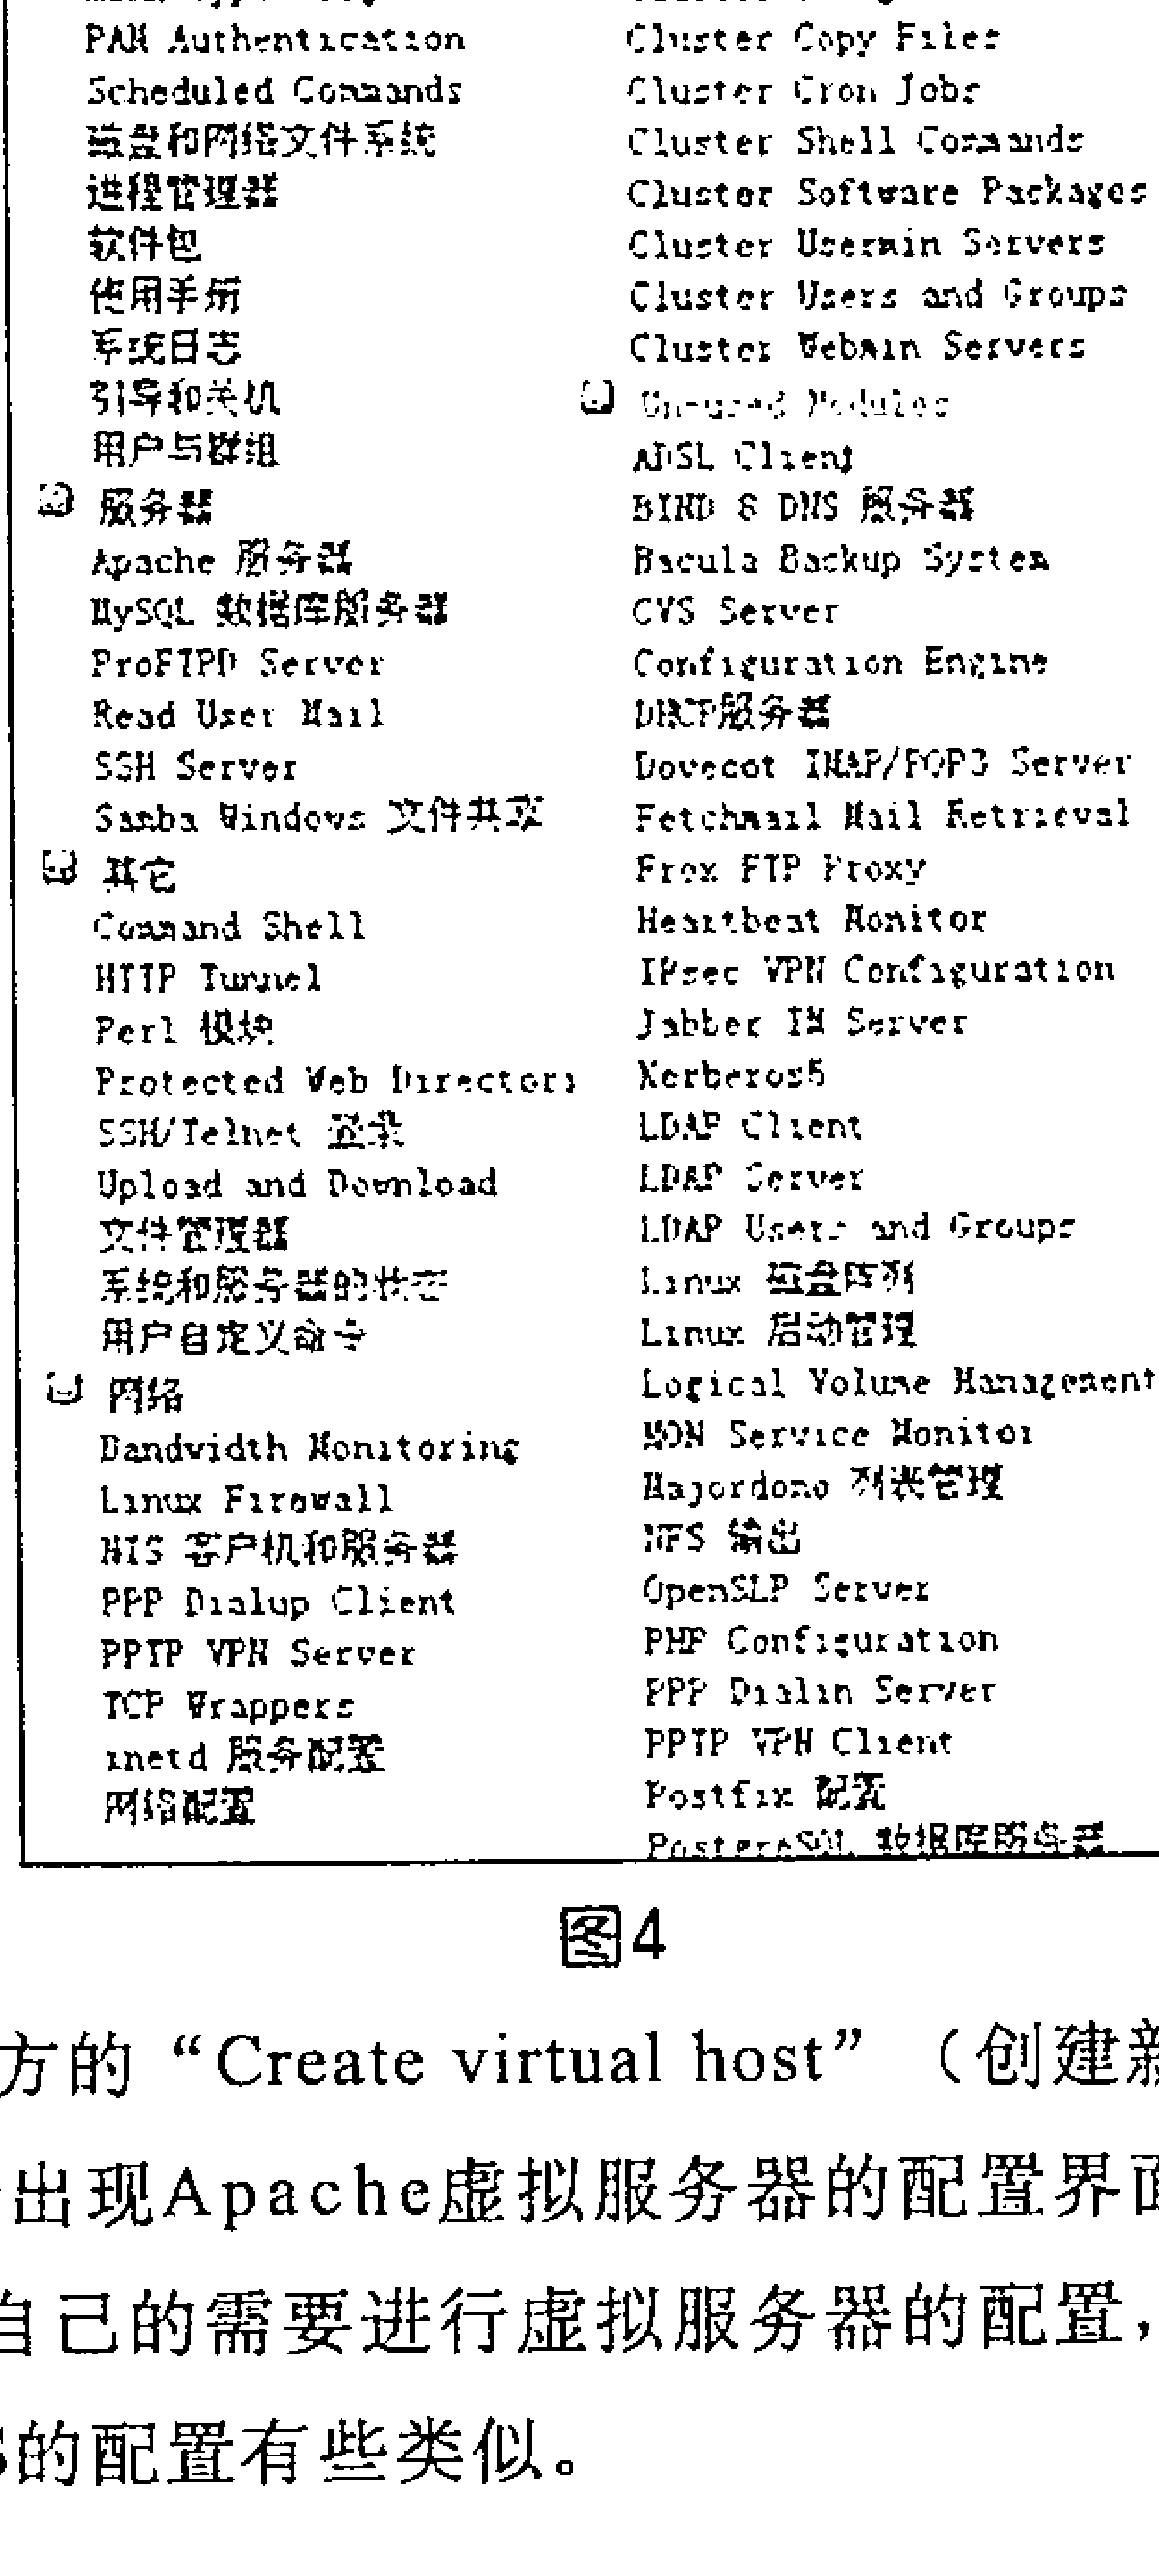 PAM Authentication
Scheduled Commands
磁盘和网络文件系统
进程管理器
软件包
使用手册
系统日志
引导和关机
用户与群组
服务器
Apache 服务器
MySQL 数据库服务器
ProFTPD Server
Read User Mail
SSH Server
Samba Windows 文件共享
其它
Command Shell
HTTP Tunnel
Perl 模块
Protected Web Directori
SSH/Telnet 登录
Upload and Download
文件管理器
系统和服务器的状态
用户自定义命令
网络
Bandwidth Monitoring
Linux Firewall
NIS 客户机和服务器
PPP Dialup Client
PPTP VPN Server
TCP Wrappers
inetd 服务配置
网络配置
Cluster Copy Files
Cluster Cron Jobs
Cluster Shell Commands
Cluster Software Packages
Cluster Usermin Servers
Cluster Users and Groups
Cluster Webmin Servers
Un-used Modules
ADSL Client
BIND 8 DNS 服务器
Bacula Backup System
CVS Server
Configuration Engine
DHCP服务器
Dovecot IMAP/POP3 Server
Fetchmail Mail Retrieval
Frox FTP Proxy
Heartbeat Monitor
IPsec VPN Configuration
Jabber IM Server
Kerberos5
LDAP Client
LDAP Server
LDAP Users and Groups
Linux 磁盘阵列
Linux 启动管理
Logical Volume Management
MON Service Monitor
Majordomo 列表管理
NFS 输出
OpenSLP Server
PHP Configuration
PPP Dialin Server
PPTP VPN Client
Postfix 配置
PostgreSQL 数据库服务器
图4
方的“Create virtual host”（创建新
出现Apache虚拟服务器的配置界面
自己的需要进行虚拟服务器的配置，
的配置有些类似。